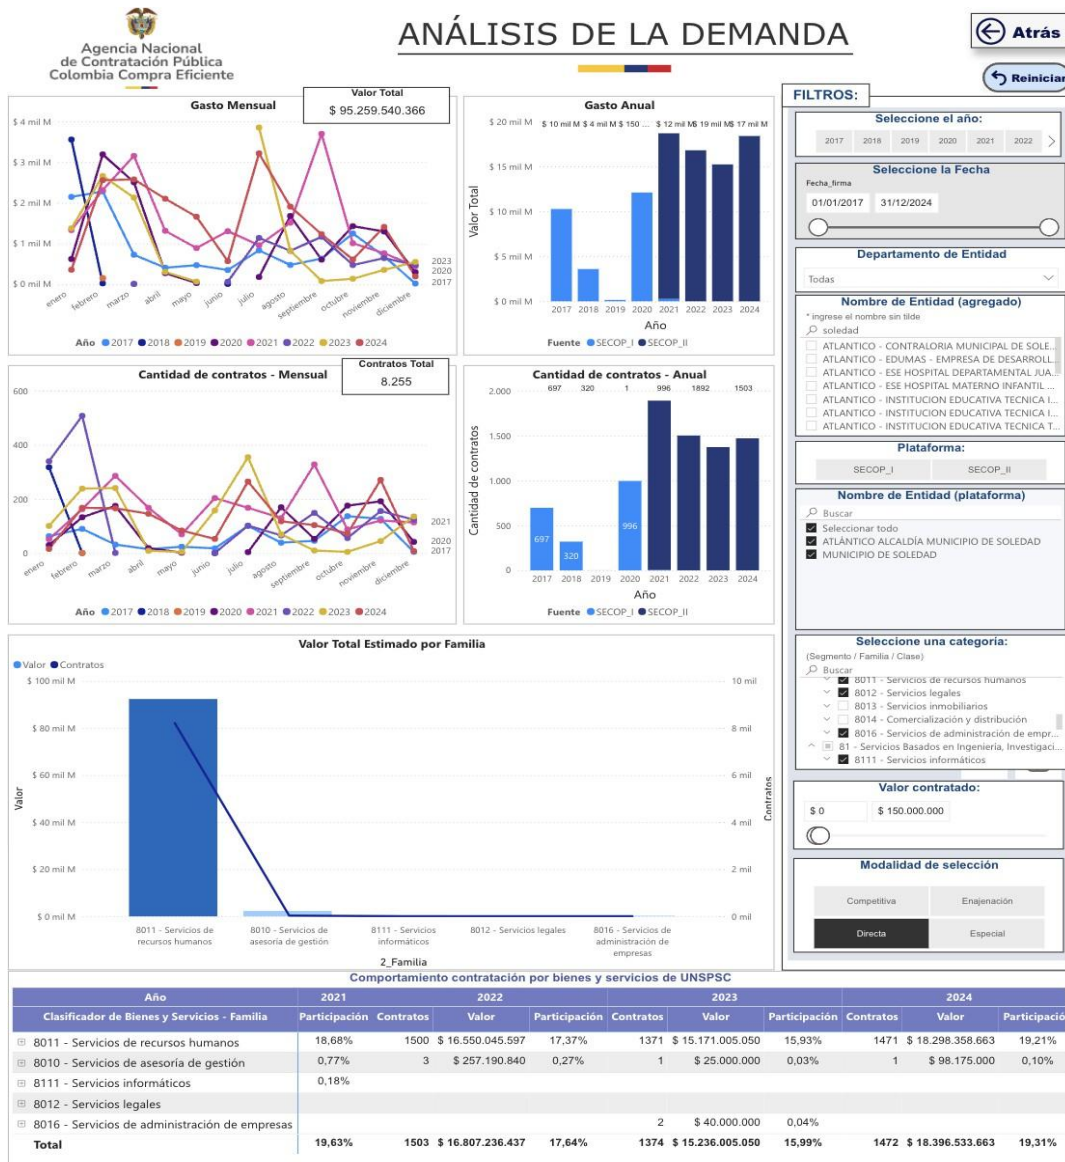 Agencia Nacional
de Contratación Pública
Colombia Compra Eficiente
ANÁLISIS DE LA DEMANDA
Atrás
Reiniciar
Gasto Mensual
Valor Total
$ 95.259.540.366
$ 4 mil M
$ 3 mil M
$ 2 mil M
$ 1 mil M
$ 0 mil M
2023
2020
2017
enero
febrero
marzo
abril
mayo
junio
julio
agosto
septiembre
octubre
noviembre
diciembre
Año 2017 2018 2019 2020 2021 2022 2023 2024
Gasto Anual
$ 20 mil M
$ 10 mil M $ 4 mil M $ 150 ... $ 12 mil M $ 19 mil M $ 17 mil M
$ 15 mil M
$ 10 mil M
$ 5 mil M
$ 0 mil M
Valor Total
2017 2018 2019 2020 2021 2022 2023 2024
Año
Fuente SECOP_I SECOP_II
Cantidad de contratos - Mensual
Contratos Total
8.255
600
400
200
0
2021
2020
2017
enero
febrero
marzo
abril
mayo
junio
julio
agosto
septiembre
octubre
noviembre
diciembre
Año 2017 2018 2019 2020 2021 2022 2023 2024
Cantidad de contratos - Anual
2.000
697 320 1 996 1892 1503
1.500
1.000
500
0
Cantidad de contratos
697
320
996
2017 2018 2019 2020 2021 2022 2023 2024
Año
Fuente SECOP_I SECOP_II
Valor Total Estimado por Familia
Valor Contratos
$ 100 mil M
$ 80 mil M
$ 60 mil M
$ 40 mil M
$ 20 mil M
$ 0 mil M
Valor
10 mil
8 mil
6 mil
4 mil
2 mil
0 mil
Contratos
8011 - Servicios de
recursos humanos
8010 - Servicios de
asesoría de gestión
8111 - Servicios
informáticos
8012 - Servicios legales
8016 - Servicios de
administración de
empresas
2_Familia
FILTROS:
Seleccione el año:
2017 2018 2019 2020 2021 2022
Seleccione la Fecha
Fecha_firma
01/01/2017 31/12/2024
Departamento de Entidad
Todas
Nombre de Entidad (agregado)
* ingrese el nombre sin tilde
soledad
ATLANTICO - CONTRALORIA MUNICIPAL DE SOLE...
ATLANTICO - EDUMAS - EMPRESA DE DESARROLL...
ATLANTICO - ESE HOSPITAL DEPARTAMENTAL JUA...
ATLANTICO - ESE HOSPITAL MATERNO INFANTIL ...
ATLANTICO - INSTITUCION EDUCATIVA TECNICA I...
ATLANTICO - INSTITUCION EDUCATIVA TECNICA I...
ATLANTICO - INSTITUCION EDUCATIVA TECNICA T...
Plataforma:
SECOP_I SECOP_II
Nombre de Entidad (plataforma)
Buscar
Seleccionar todo
ATLÁNTICO ALCALDÍA MUNICIPIO DE SOLEDAD
MUNICIPIO DE SOLEDAD
Seleccione una categoría:
(Segmento / Familia / Clase)
Buscar
8011 - Servicios de recursos humanos
8012 - Servicios legales
8013 - Servicios inmobiliarios
8014 - Comercialización y distribución
8016 - Servicios de administración de empr...
81 - Servicios Basados en Ingeniería, Investigaci...
8111 - Servicios informáticos
Valor contratado:
$ 0 $ 150.000.000
Modalidad de selección
Competitiva Enajenación
Directa Especial
Comportamiento contratación por bienes y servicios de UNSPSC
Año 2021 2022 2023 2024
Clasificador de Bienes y Servicios - Familia Participación Contratos Valor Participación Contratos Valor Participación Contratos Valor Participació
8011 - Servicios de recursos humanos 18,68% 1500 $ 16.550.045.597 17,37% 1371 $ 15.171.005.050 15,93% 1471 $ 18.298.358.663 19,21%
8010 - Servicios de asesoría de gestión 0,77% 3 $ 257.190.840 0,27% 1 $ 25.000.000 0,03% 1 $ 98.175.000 0,10%
8111 - Servicios informáticos 0,18%
8012 - Servicios legales
8016 - Servicios de administración de empresas 2 $ 40.000.000 0,04%
Total 19,63% 1503 $ 16.807.236.437 17,64% 1374 $ 15.236.005.050 15,99% 1472 $ 18.396.533.663 19,31%